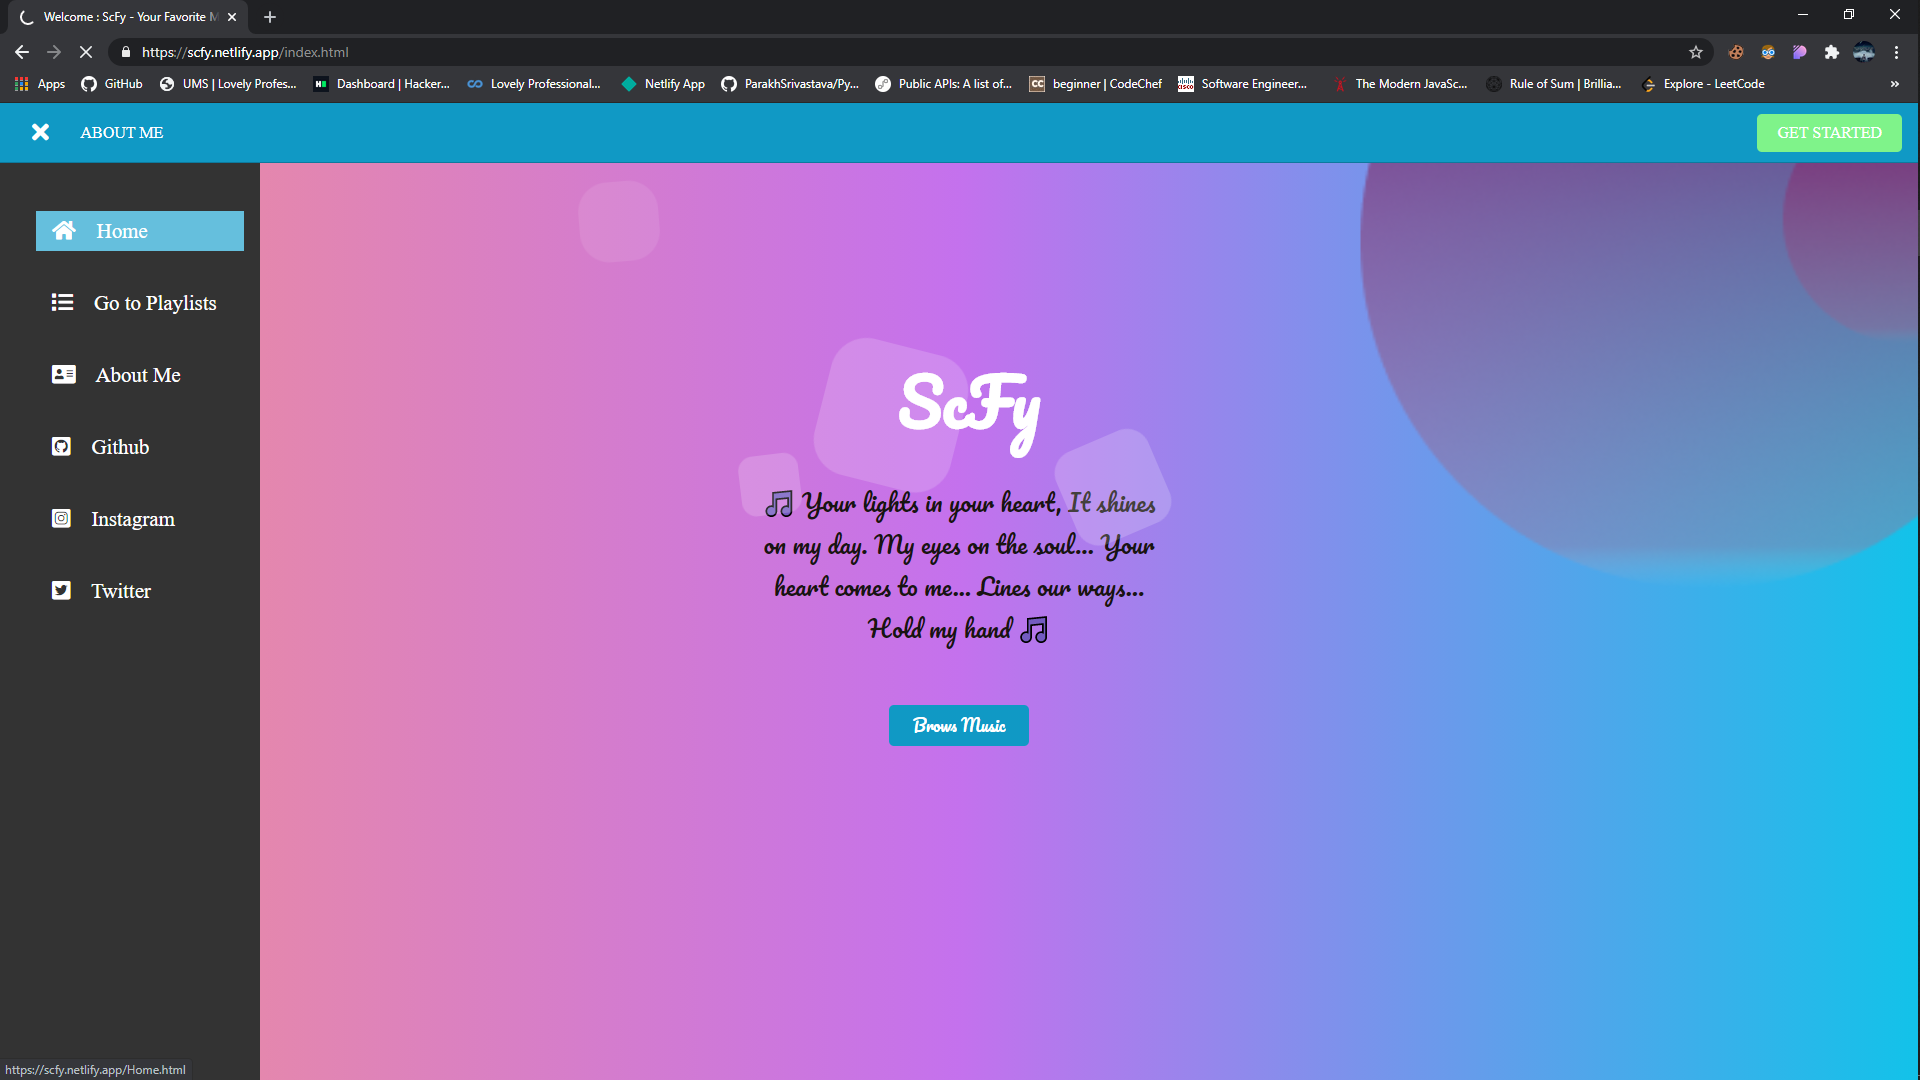 Welcome : ScFy - Your Favorite M
https://scfy.netlify.app/index.html
Apps GitHub UMS | Lovely Profes... Dashboard | Hacker... Lovely Professional... Netlify App ParakhSrivastava/Py... Public APIs: A list of... CC beginner | CodeChef Software Engineer... The Modern JavaSc... Rule of Sum | Brillia... Explore - LeetCode »
ABOUT ME GET STARTED
Home
Go to Playlists
About Me
Github
Instagram
Twitter
ScFy
🎵 Your lights in your heart, It shines
on my day. My eyes on the soul... Your
heart comes to me... Lines our ways...
Hold my hand 🎵
Brows Music
https://scfy.netlify.app/Home.html